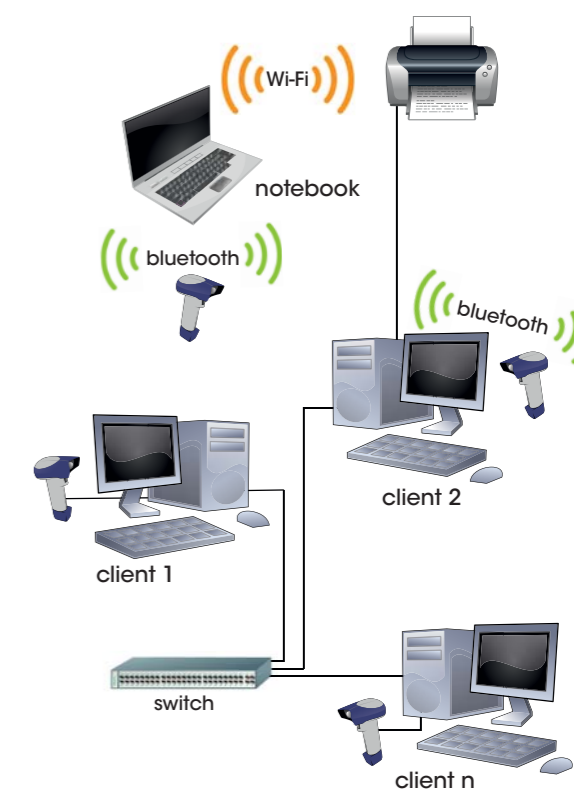 Wi-Fi
notebook
bluetooth
bluetooth
client 2
client 1
switch
client n